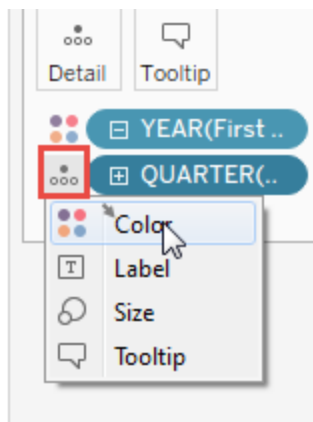 Detail Tooltip
YEAR(First ..
QUARTER(..
Color
T Label
Size
Tooltip